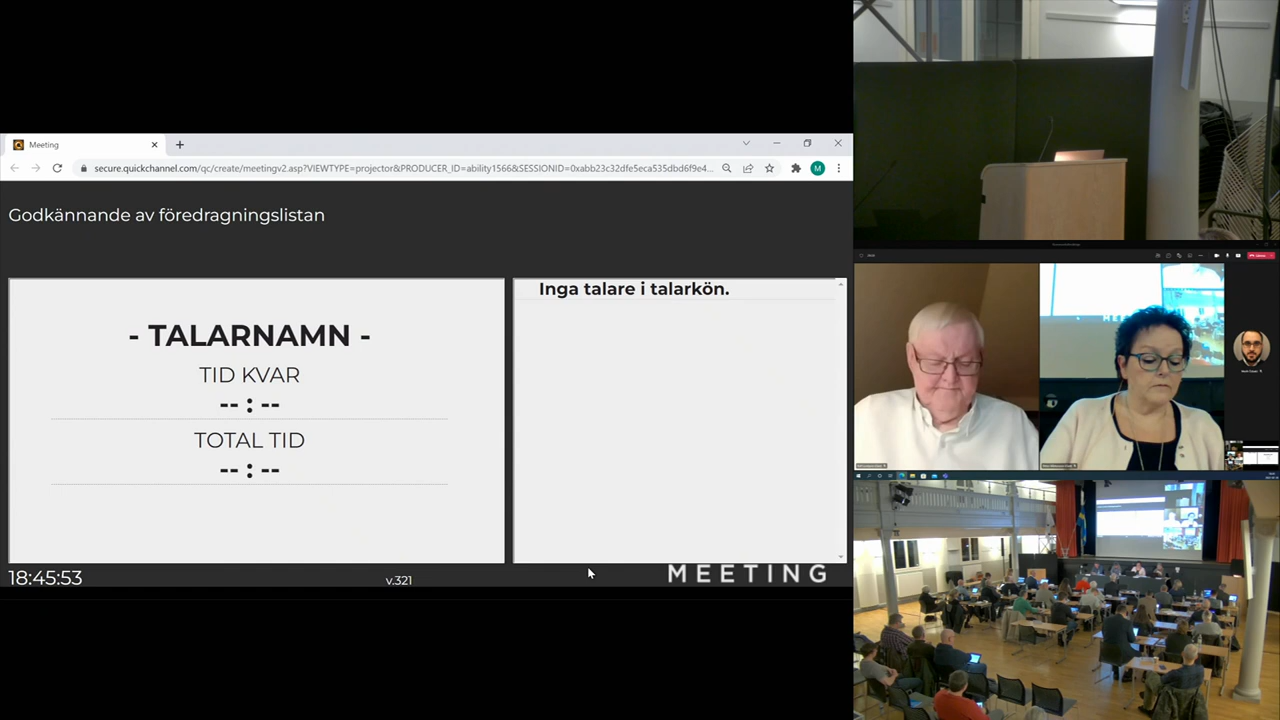 Meeting
secure.quickchannel.com/qc/create/meetingv2.asp?VIEWTYPE=projector&PRODUCER_ID=ability1566&SESSIONID=0xabb23c32dfe5eca535dbd6f9e4...
M
Godkännande av föredragningslistan
- TALARNAMN -
TID KVAR
-- : --
TOTAL TID
-- : --
Inga talare i talarkön.
18:45:53
v.321
MEETING